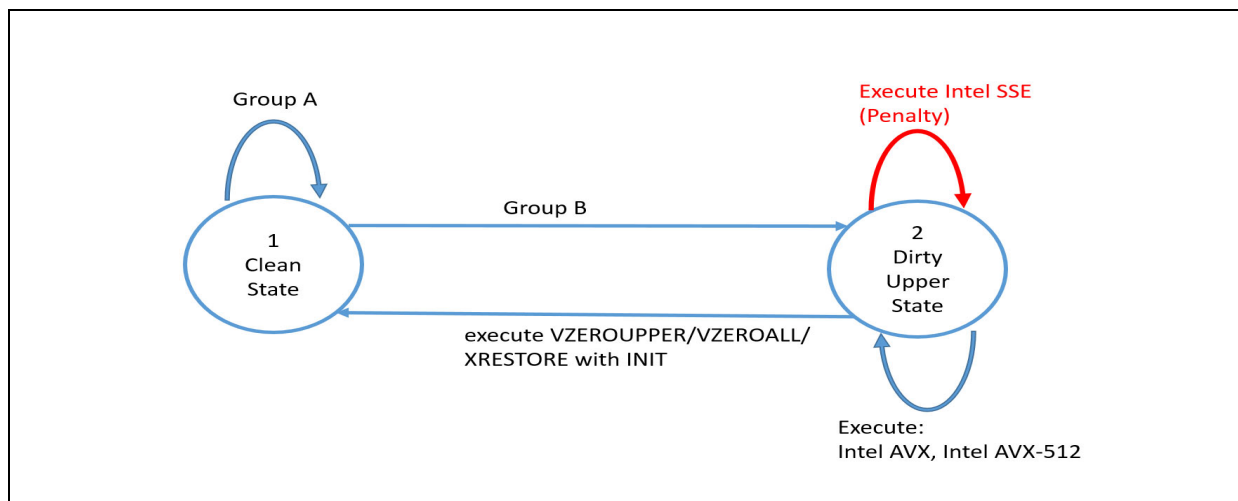 Group A
Execute Intel SSE
(Penalty)
Group B
1
Clean
State
2
Dirty
Upper
State
execute VZEROUPPER/VZEROALL/
XRESTORE with INIT
Execute:
Intel AVX, Intel AVX-512